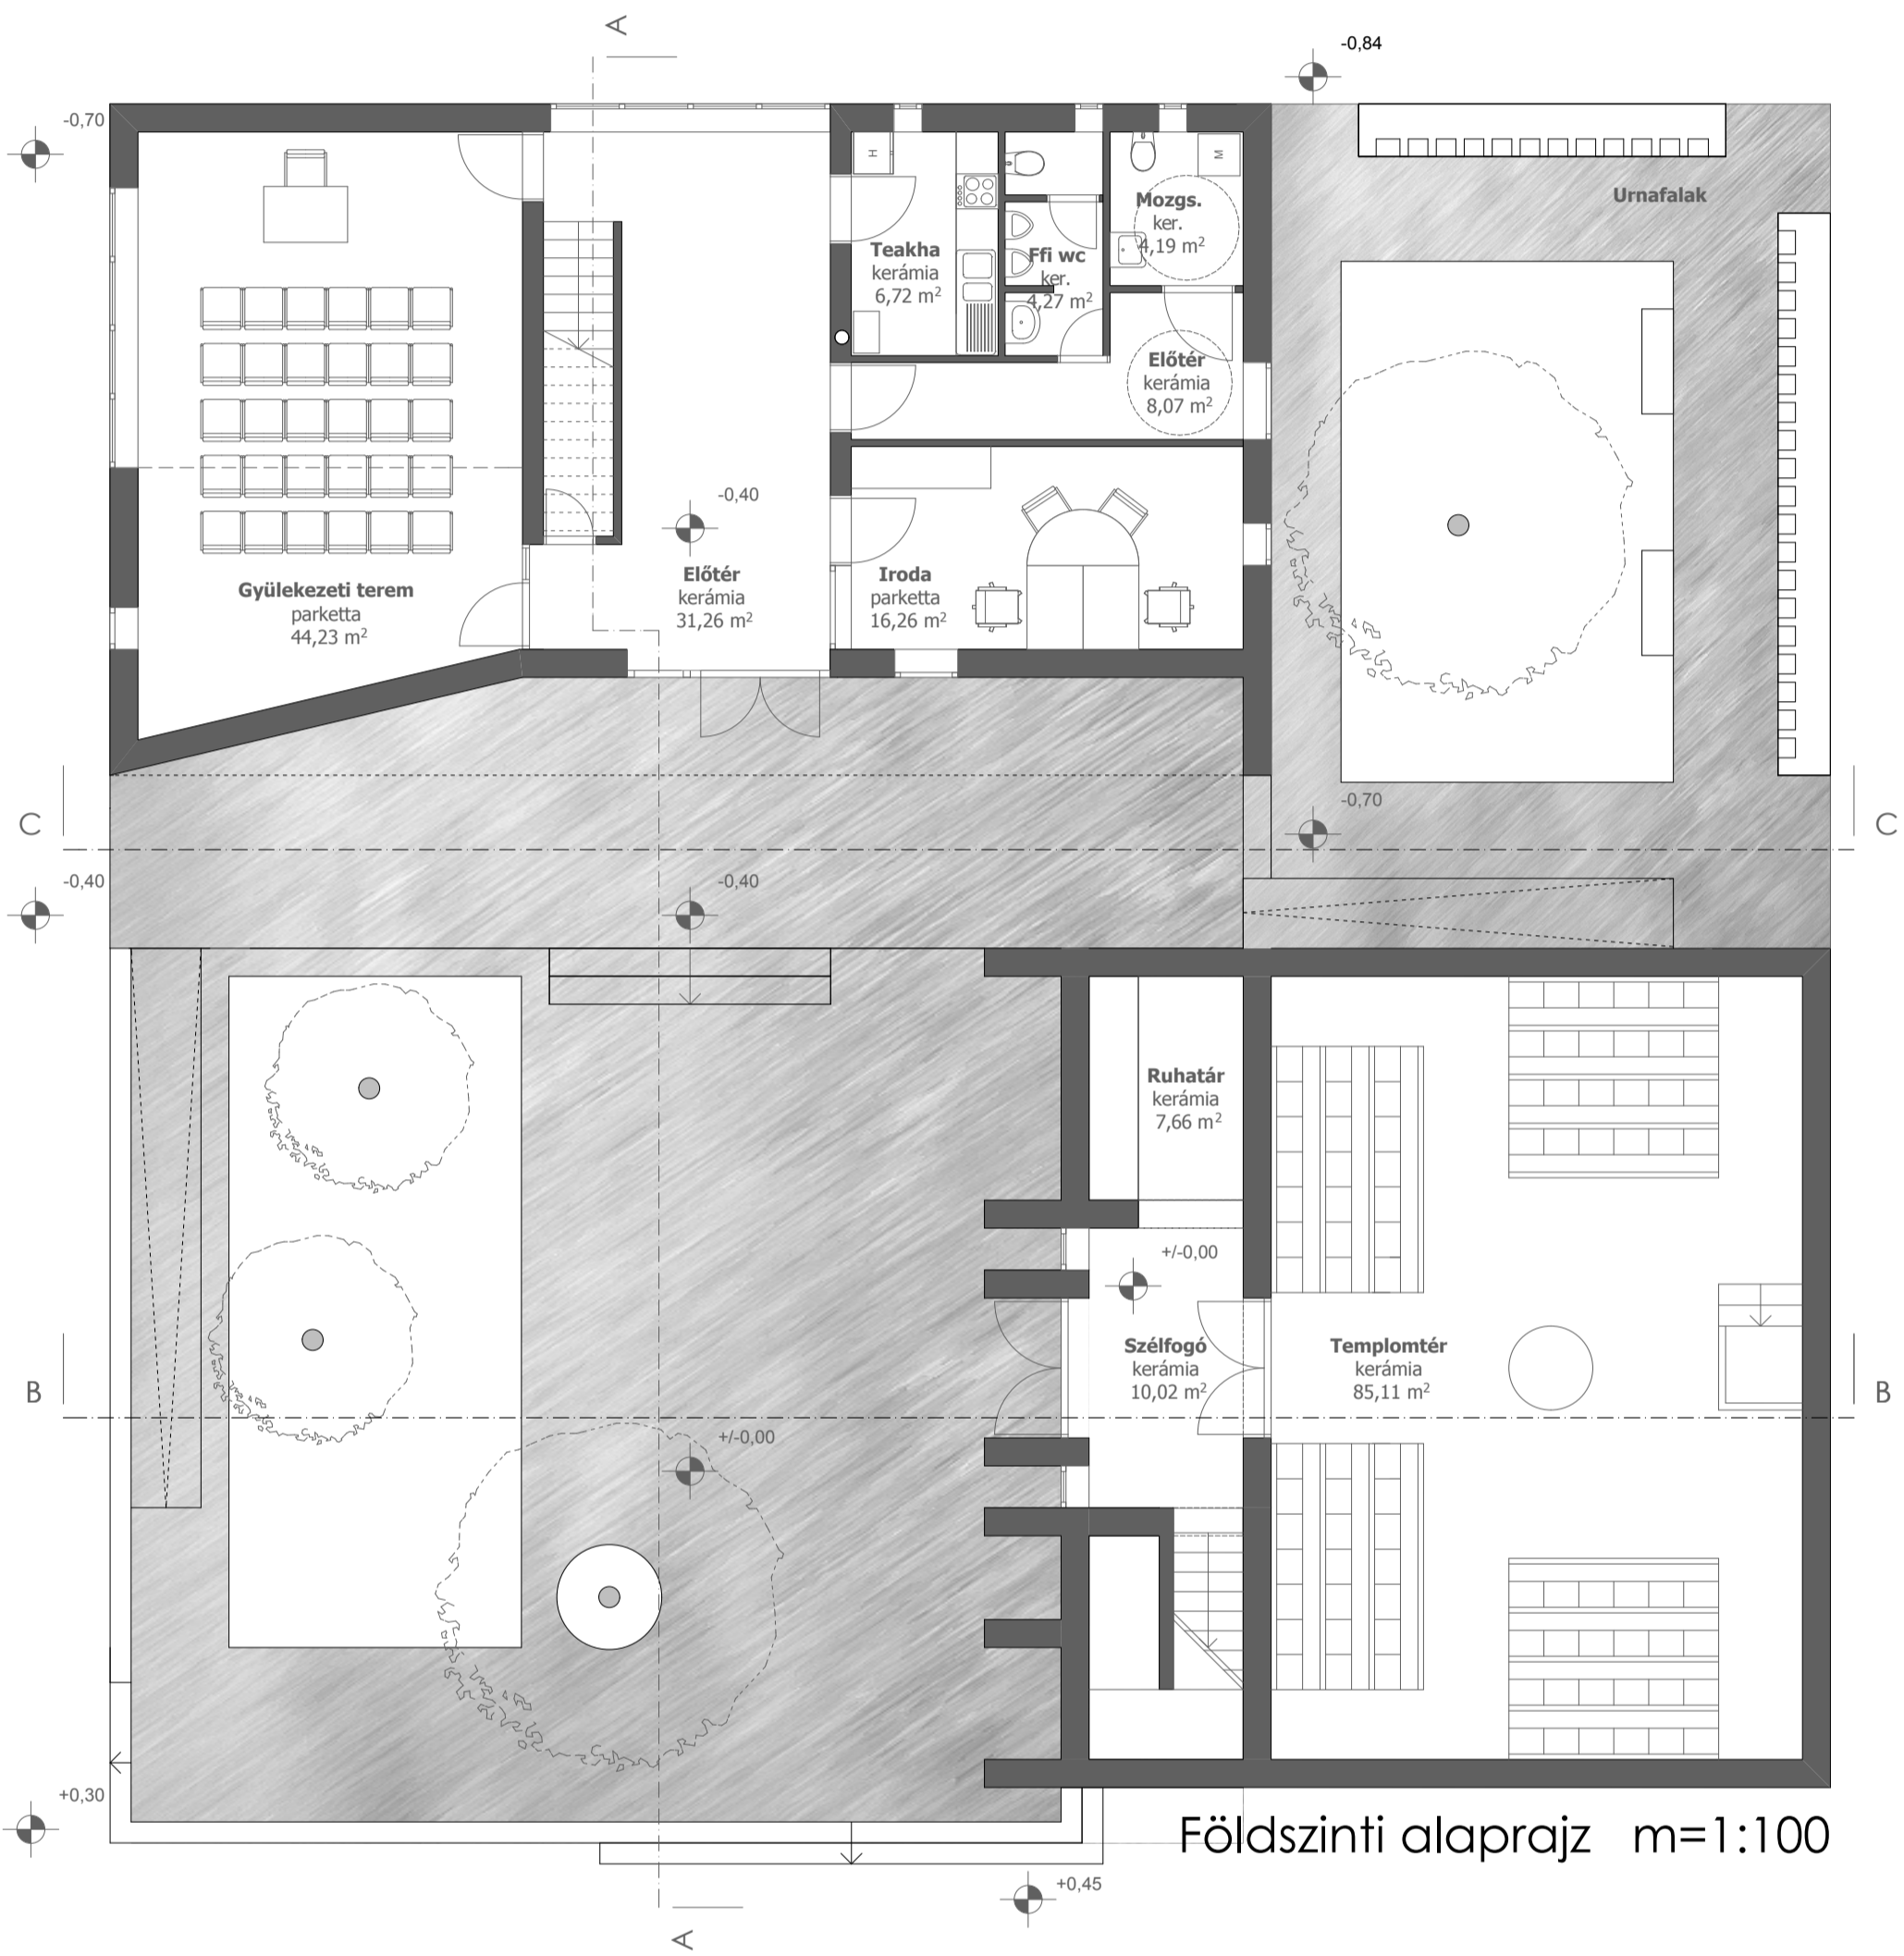 A
-0,84
-0,70
H
M
Urnafalak
Mozgs.
ker.
4,19 m²
Teakha
kerámia
6,72 m²
Ffi wc
ker.
4,27 m²
Előtér
kerámia
8,07 m²
-0,40
Gyülekezeti terem
parketta
44,23 m²
Előtér
kerámia
31,26 m²
Iroda
parketta
16,26 m²
-0,70
C
C
-0,40
-0,40
Ruhatár
kerámia
7,66 m²
+/-0,00
Szélfogó
kerámia
10,02 m²
Templomtér
kerámia
85,11 m²
B
B
+/-0,00
+0,30
Földszinti alaprajz m=1:100
+0,45
A